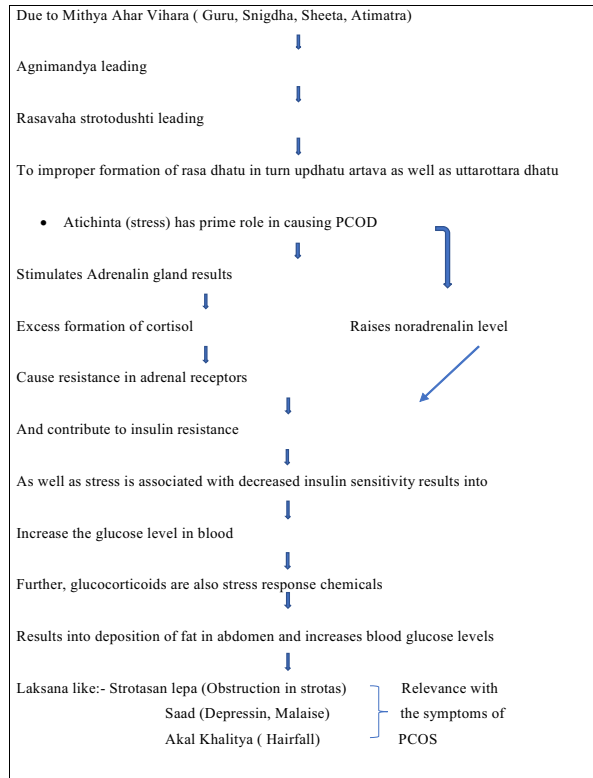 Due to Mithya Ahar Vihara ( Guru, Snigdha, Sheeta, Atimatra)
Agnimandya leading
Rasavaha strotodushti leading
To improper formation of rasa dhatu in turn updhatu artava as well as uttarottara dhatu
• Atichinta (stress) has prime role in causing PCOD
Stimulates Adrenalin gland results
Excess formation of cortisol Raises noradrenalin level
Cause resistance in adrenal receptors
And contribute to insulin resistance
As well as stress is associated with decreased insulin sensitivity results into
Increase the glucose level in blood
Further, glucocorticoids are also stress response chemicals
Results into deposition of fat in abdomen and increases blood glucose levels
Laksana like:- Strotasan lepa (Obstruction in strotas) Relevance with
Saad (Depressin, Malaise) the symptoms of
Akal Khalitya ( Hairfall) PCOS